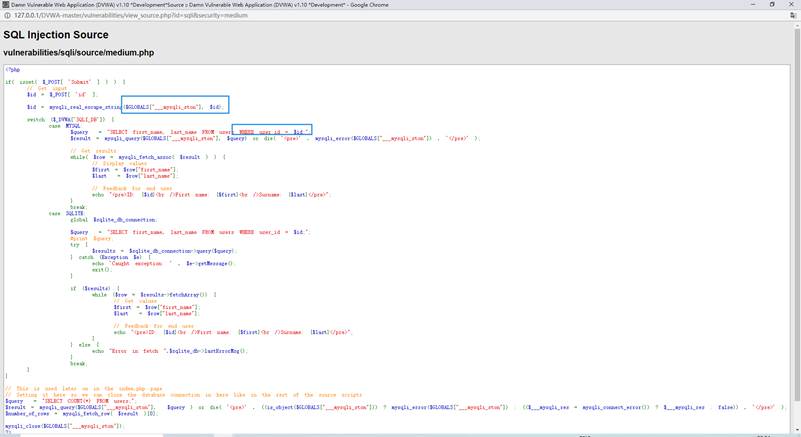 Damn Vulnerable Web Application (DVWA) v1.10 *Development*Source :: Damn Vulnerable Web Application (DVWA) v1.10 *Development* - Google Chrome
127.0.0.1/DVWA-master/vulnerabilities/view_source.php?id=sqli&security=medium
SQL Injection Source
vulnerabilities/sqli/source/medium.php
<?php
if( isset( $_POST[ 'Submit' ] ) ) {
// Get input
$id = $_POST[ 'id' ];
$id = mysqli_real_escape_string($GLOBALS["___mysqli_ston"], $id);
switch ($_DVWA['SQLI_DB']) {
case MYSQL:
$query = "SELECT first_name, last_name FROM users WHERE user_id = $id;";
$result = mysqli_query($GLOBALS["___mysqli_ston"], $query) or die( '<pre>' . mysqli_error($GLOBALS["___mysqli_ston"]) . '</pre>' );
// Get results
while( $row = mysqli_fetch_assoc( $result ) ) {
// Display values
$first = $row["first_name"];
$last = $row["last_name"];
// Feedback for end user
echo "<pre>ID: {$id}<br />First name: {$first}<br />Surname: {$last}</pre>";
}
break;
case SQLITE:
global $sqlite_db_connection;
$query = "SELECT first_name, last_name FROM users WHERE user_id = $id;";
#print $query;
try {
$results = $sqlite_db_connection->query($query);
} catch (Exception $e) {
echo 'Caught exception: ' . $e->getMessage();
exit();
}
if ($results) {
while ($row = $results->fetchArray()) {
// Get values
$first = $row["first_name"];
$last = $row["last_name"];
// Feedback for end user
echo "<pre>ID: {$id}<br />First name: {$first}<br />Surname: {$last}</pre>";
}
} else {
echo "Error in fetch ".$sqlite_db->lastErrorMsg();
}
break;
}
}
// This is used later on in the index.php page
// Setting it here so we can close the database connection in here like in the rest of the source scripts
$query = "SELECT COUNT(*) FROM users;";
$result = mysqli_query($GLOBALS["___mysqli_ston"], $query ) or die( '<pre>' . ((is_object($GLOBALS["___mysqli_ston"])) ? mysqli_error($GLOBALS["___mysqli_ston"]) : (($___mysqli_res = mysqli_connect_error()) ? $___mysqli_res : false)) . '</pre>' );
$number_of_rows = mysqli_fetch_row( $result )[0];
mysqli_close($GLOBALS["___mysqli_ston"]);
?>